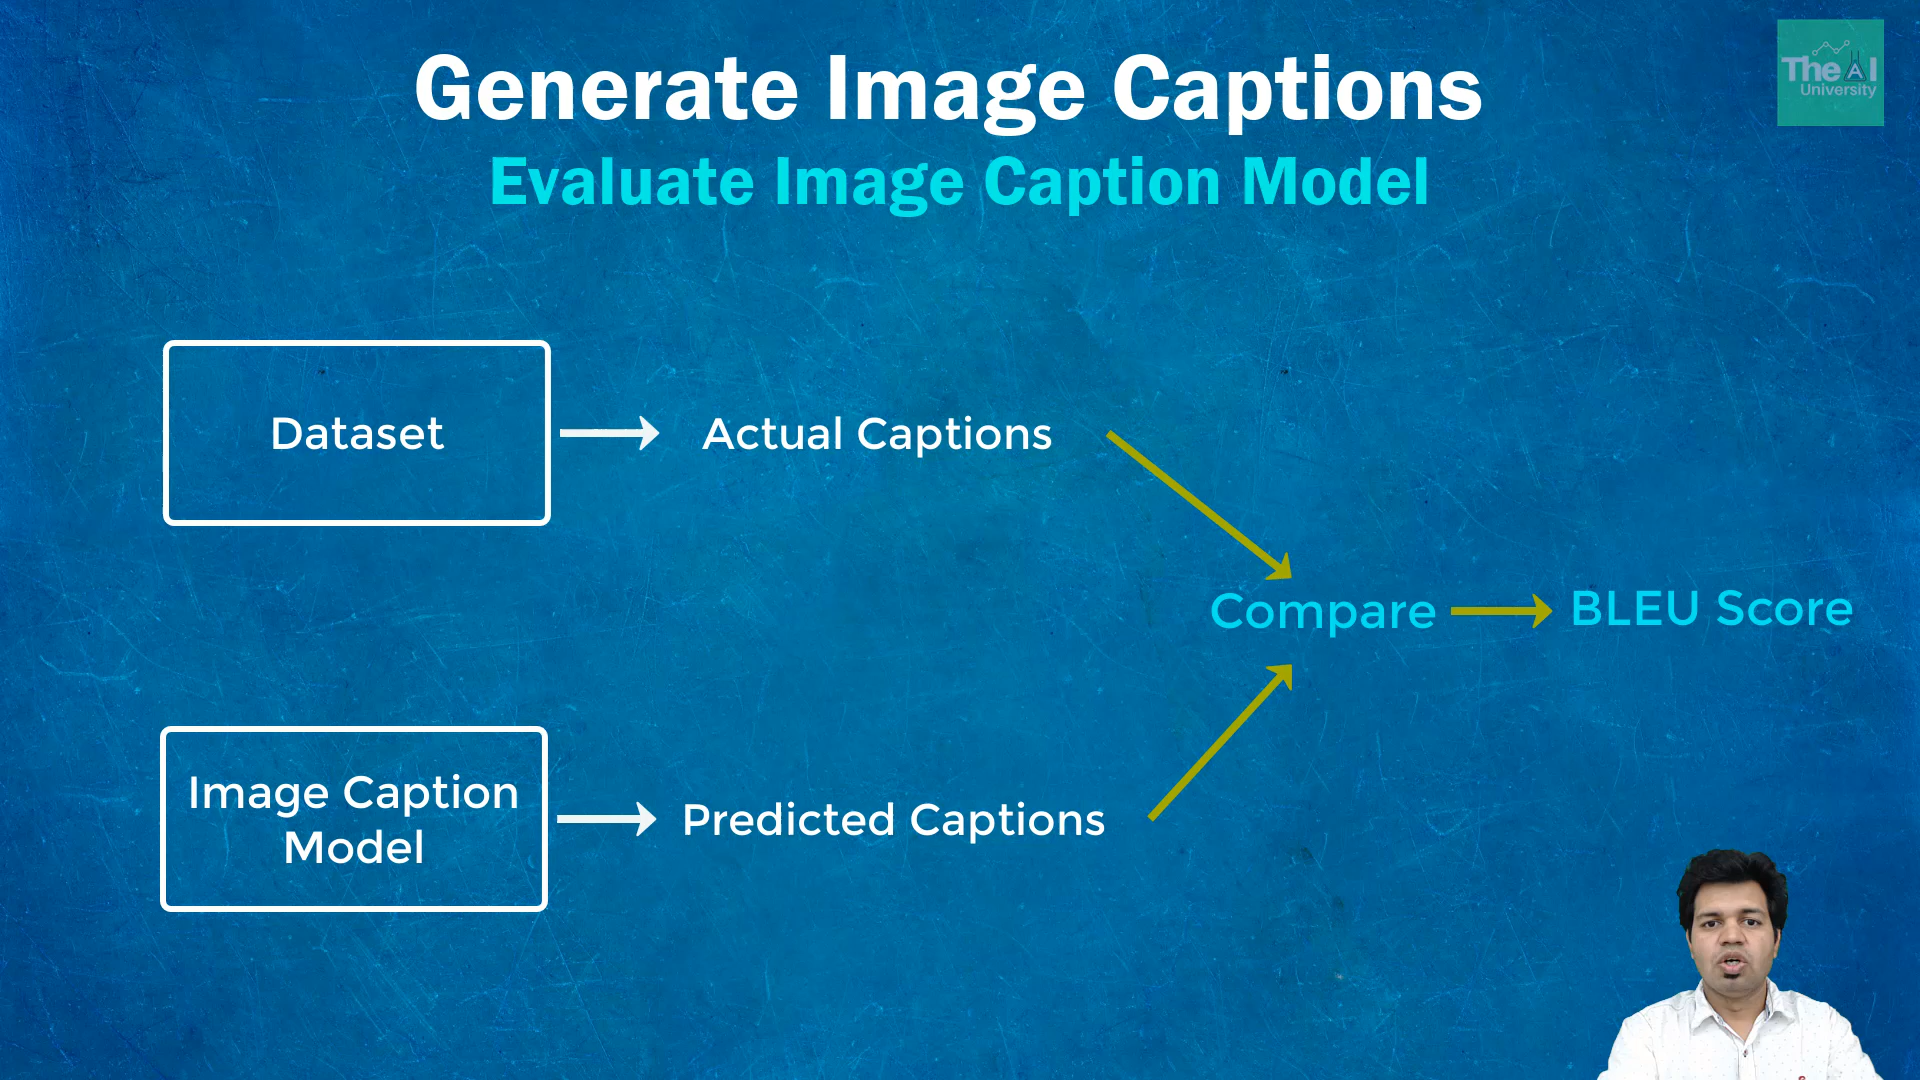 Generate Image Captions
Evaluate Image Caption Model
The AI
University
Dataset
Actual Captions
Compare
BLEU Score
Image Caption
Model
Predicted Captions